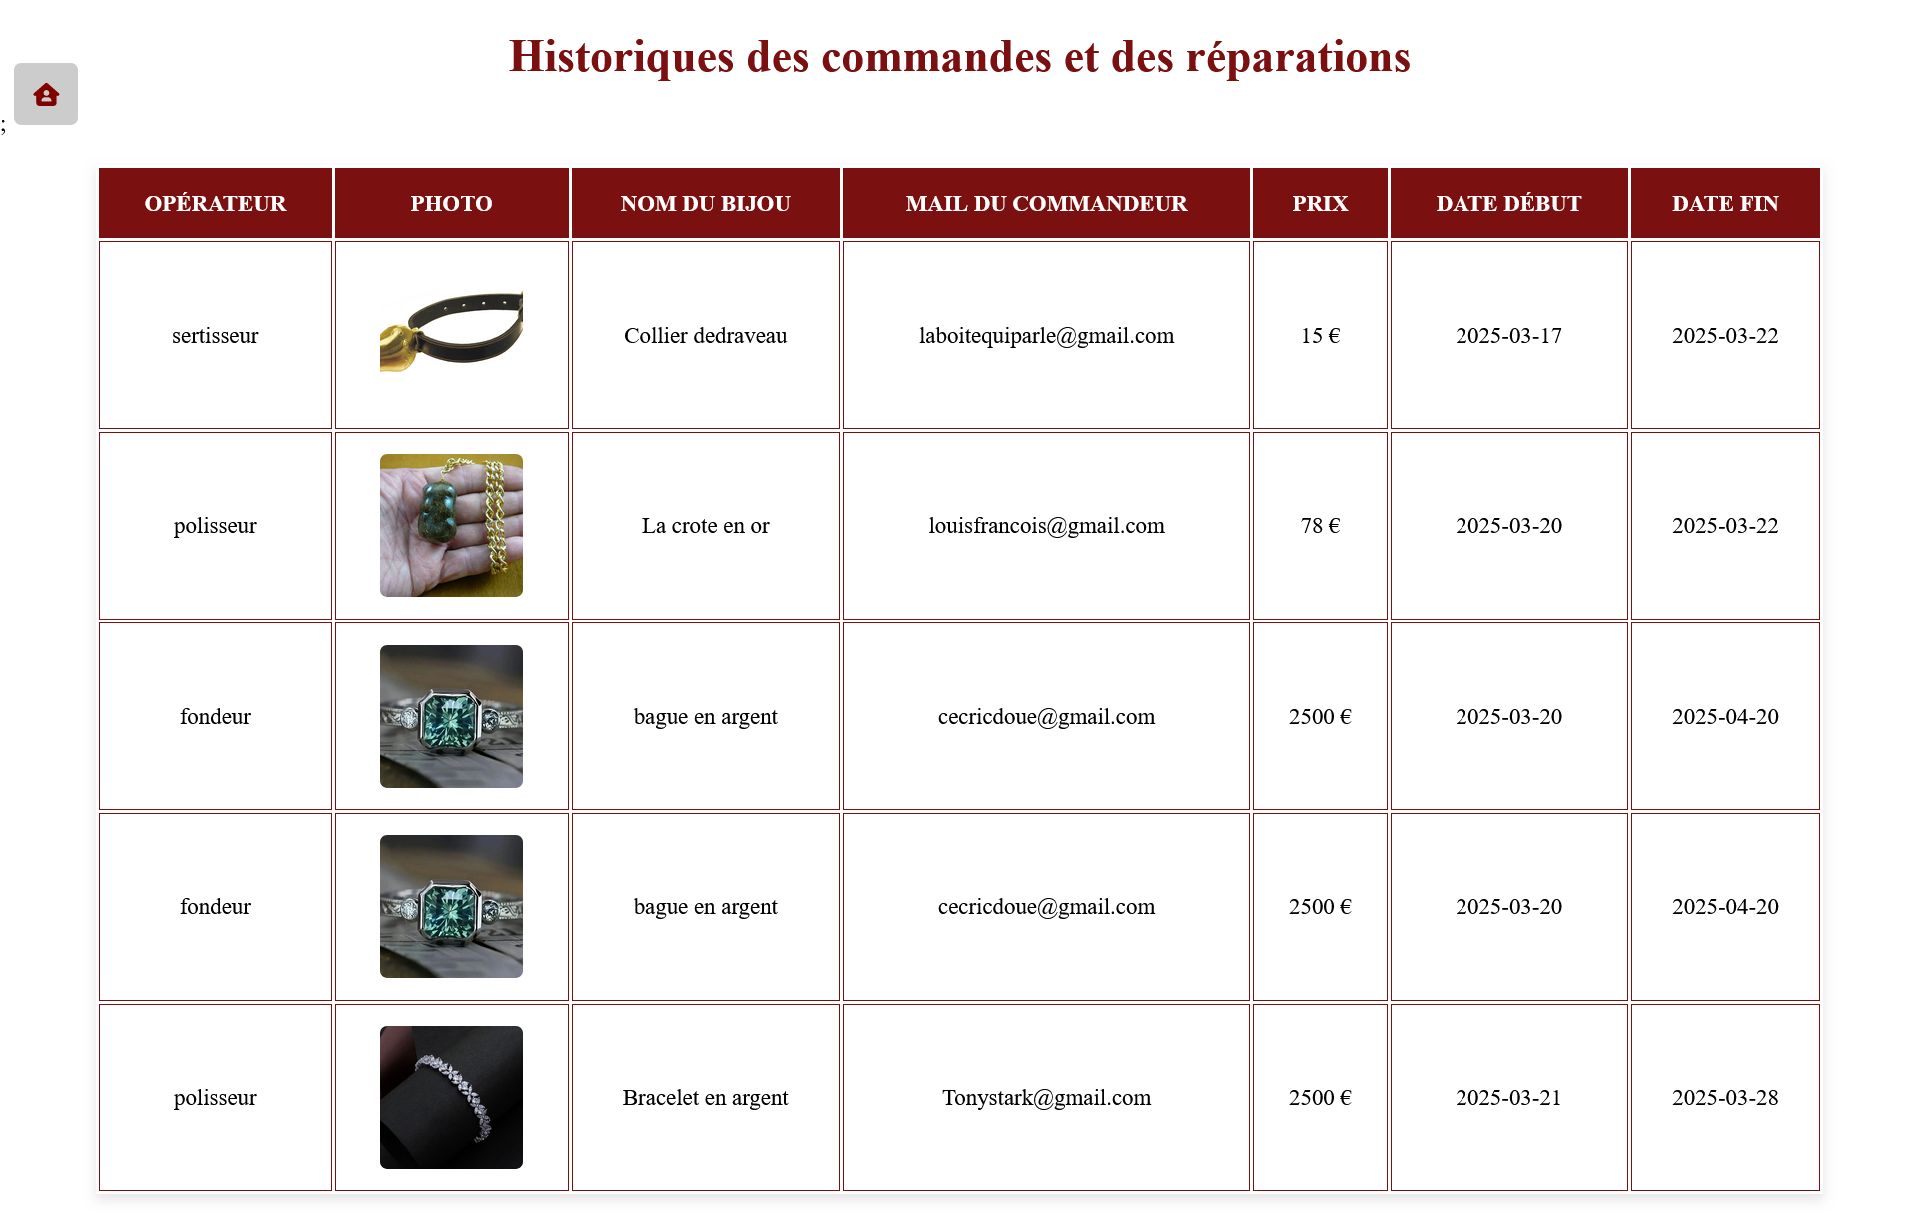 Historiques des commandes et des réparations
;
OPÉRATEUR PHOTO NOM DU BIJOU MAIL DU COMMANDEUR PRIX DATE DÉBUT DATE FIN
sertisseur Collier dedraveau laboitequiparle@gmail.com 15 € 2025-03-17 2025-03-22
polisseur La crote en or louisfrancois@gmail.com 78 € 2025-03-20 2025-03-22
fondeur bague en argent cecricdoue@gmail.com 2500 € 2025-03-20 2025-04-20
fondeur bague en argent cecricdoue@gmail.com 2500 € 2025-03-20 2025-04-20
polisseur Bracelet en argent Tonystark@gmail.com 2500 € 2025-03-21 2025-03-28